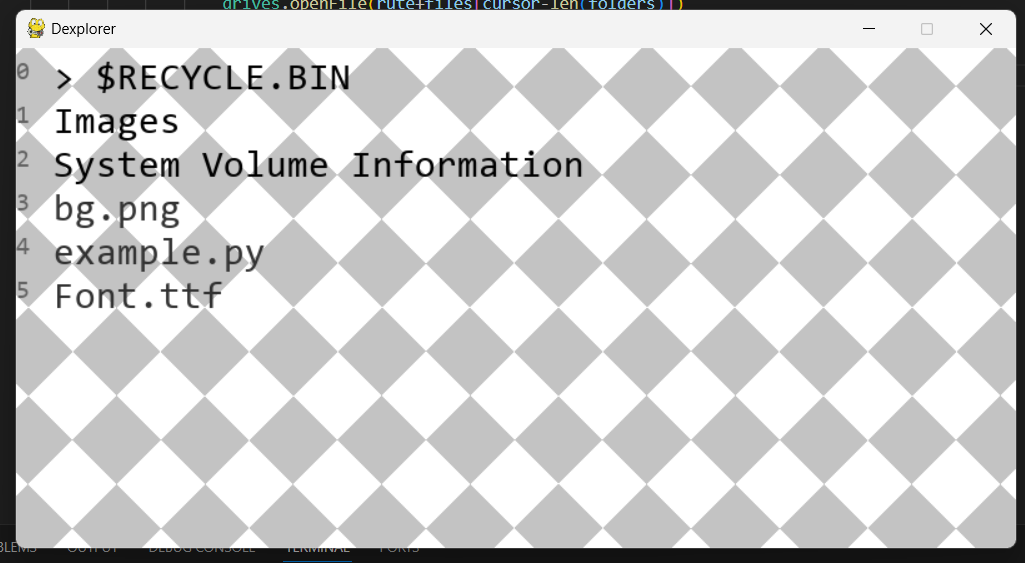 drives.openFile(rute+files[cursor-len(folders)])
Dexplorer
0 > $RECYCLE.BIN
1 Images
2 System Volume Information
3 bg.png
4 example.py
5 Font.ttf
BLEMS OUTPUT DEBUG CONSOLE TERMINAL PORTS